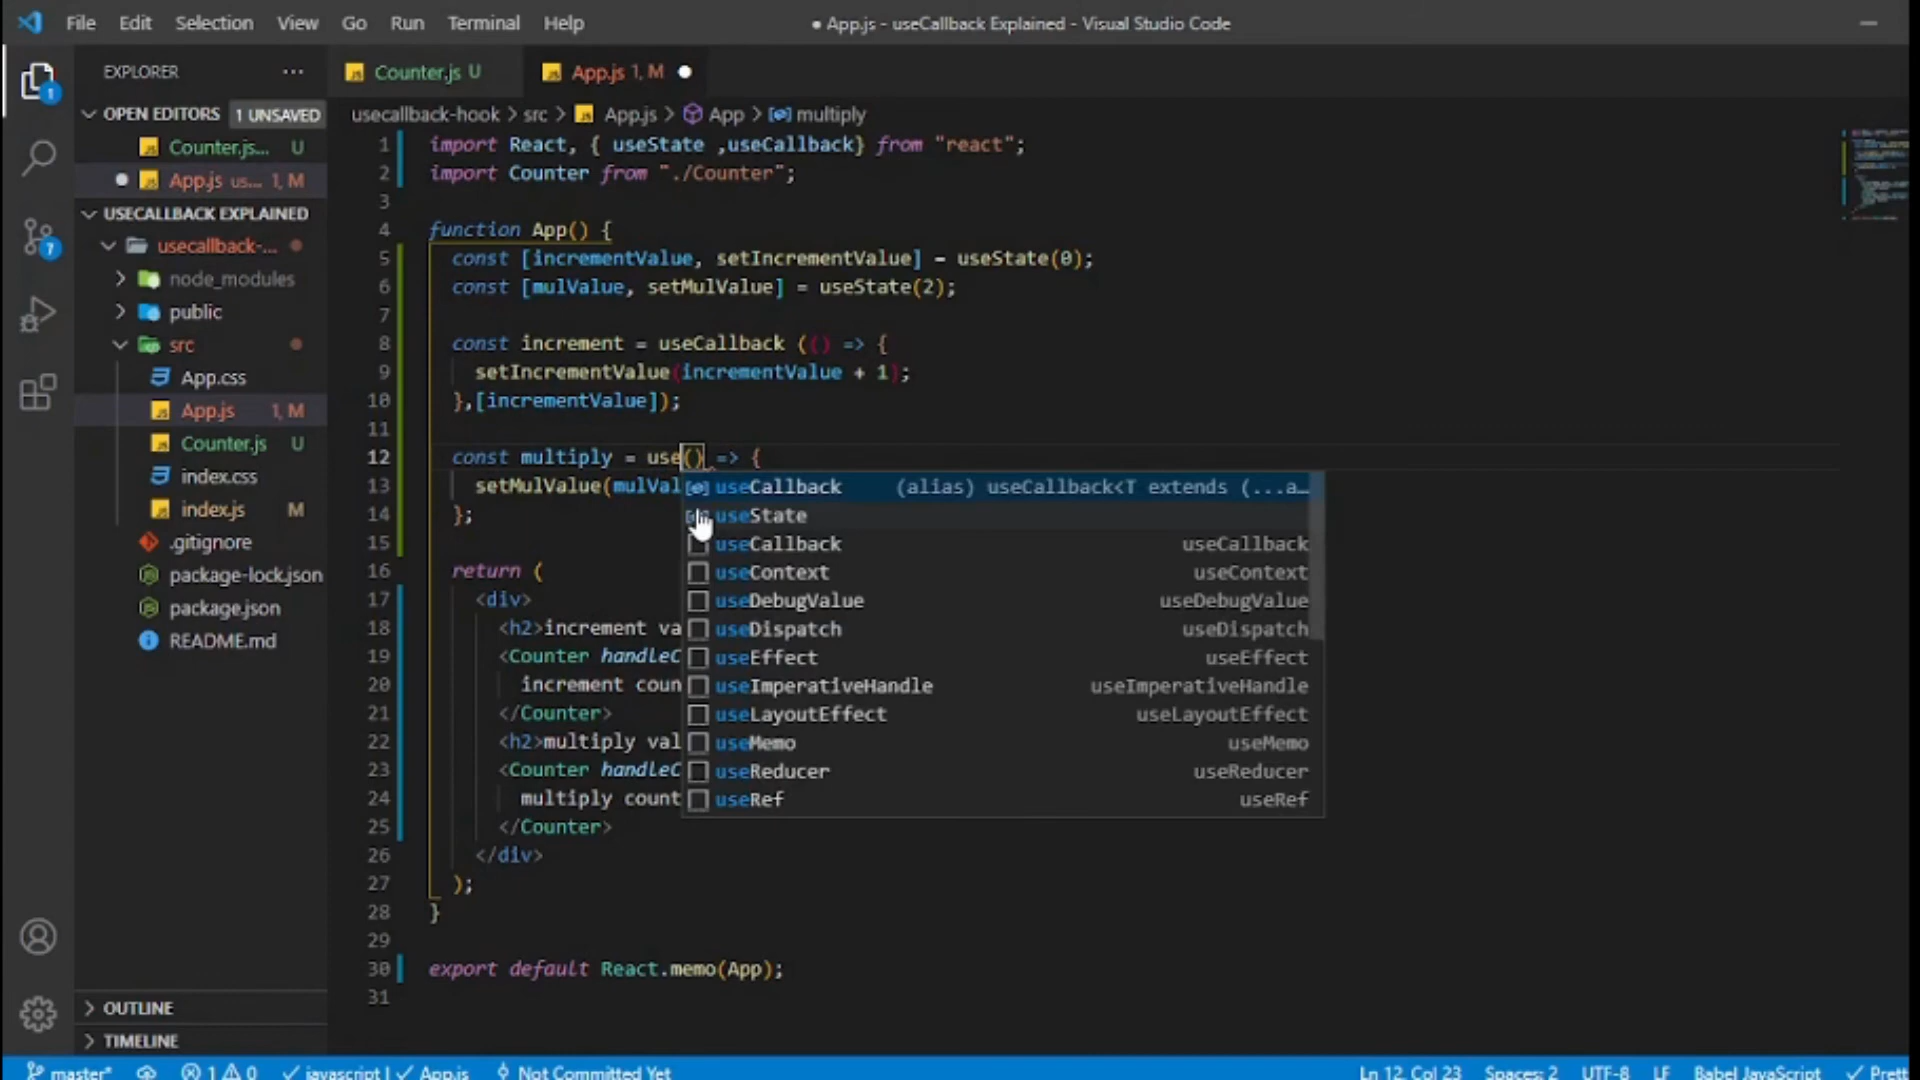 File Edit Selection View Go Run Terminal Help
● App.js - useCallback Explained - Visual Studio Code
EXPLORER ...
Counter.js U
App.js 1, M ●
OPEN EDITORS 1 UNSAVED
Counter.js... U
● App.js us... 1, M
USECALLBACK EXPLAINED
usecallback-...
node_modules
public
src
App.css
App.js 1, M
Counter.js U
index.css
index.js M
.gitignore
package-lock.json
package.json
README.md
OUTLINE
TIMELINE
1
7
usecallback-hook > src > App.js > App > multiply
1 import React, { useState ,useCallback} from "react";
2 import Counter from "./Counter";
3
4 function App() {
5 const [incrementValue, setIncrementValue] = useState(0);
6 const [mulValue, setMulValue] = useState(2);
7
8 const increment = useCallback (() => {
9 setIncrementValue(incrementValue + 1);
10 },[incrementValue]);
11
12 const multiply = use() => {
13 setMulValue(mulVal
14 };
15
16 return (
17 <div>
18 <h2>increment va
19 <Counter handleC
20 increment coun
21 </Counter>
22 <h2>multiply val
23 <Counter handleC
24 multiply count
25 </Counter>
26 </div>
27 );
28 }
29
30 export default React.memo(App);
31
useCallback (alias) useCallback<T extends (...a…
useState
useCallback useCallback
useContext useContext
useDebugValue useDebugValue
useDispatch useDispatch
useEffect useEffect
useImperativeHandle useImperativeHandle
useLayoutEffect useLayoutEffect
useMemo useMemo
useReducer useReducer
useRef useRef
master* 1 0 ✓ javascript | ✓ App.js Not Committed Yet Ln 12, Col 23 Spaces: 2 UTF-8 LF Babel JavaScript ✓ Prett